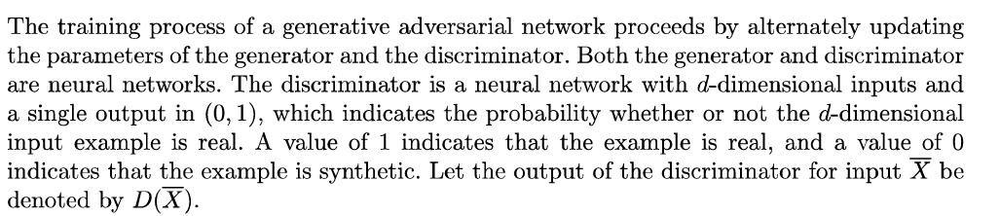 The training process of a generative adversarial network proceeds by alternately updating
the parameters of the generator and the discriminator. Both the generator and discriminator
are neural networks. The discriminator is a neural network with d-dimensional inputs and
a single output in (0, 1), which indicates the probability whether or not the d-dimensional
input example is real. A value of 1 indicates that the example is real, and a value of 0
indicates that the example is synthetic. Let the output of the discriminator for input X̅ be
denoted by D(X̅).